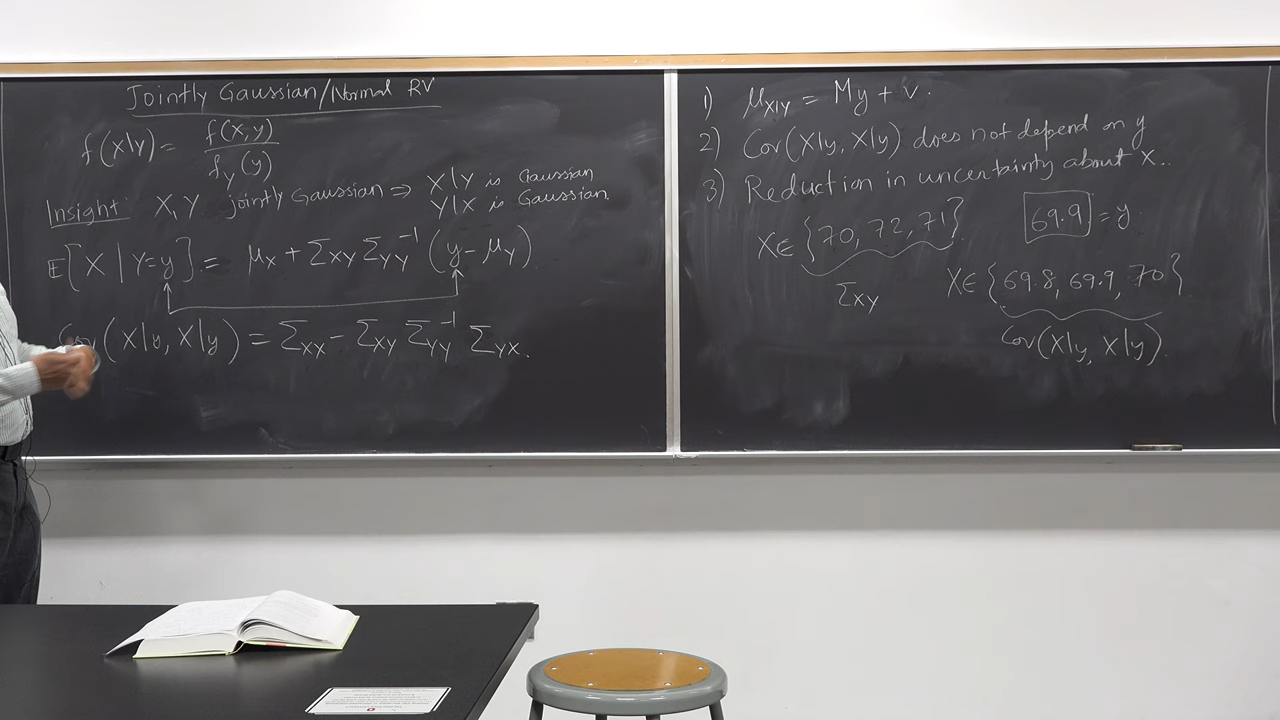 Jointly Gaussian/Normal RV
f(x|y) = f(x,y) / f_Y(y)
Insight: X, Y jointly Gaussian ⇒ X|Y is Gaussian
Y|X is Gaussian.
E[X|Y=y] = μ_X + Σ_XY Σ_YY^{-1} (y - μ_Y)
Cov(X|y, X|y) = Σ_XX - Σ_XY Σ_YY^{-1} Σ_YX.
1) μ_X|Y = My + v.
2) Cov(X|y, X|y) does not depend on y
3) Reduction in uncertainty about X..
X∈{70, 72, 71}
69.9 = y
Σ_XY
X∈{69.8, 69.9, 70}
Cov(X|y, X|y)